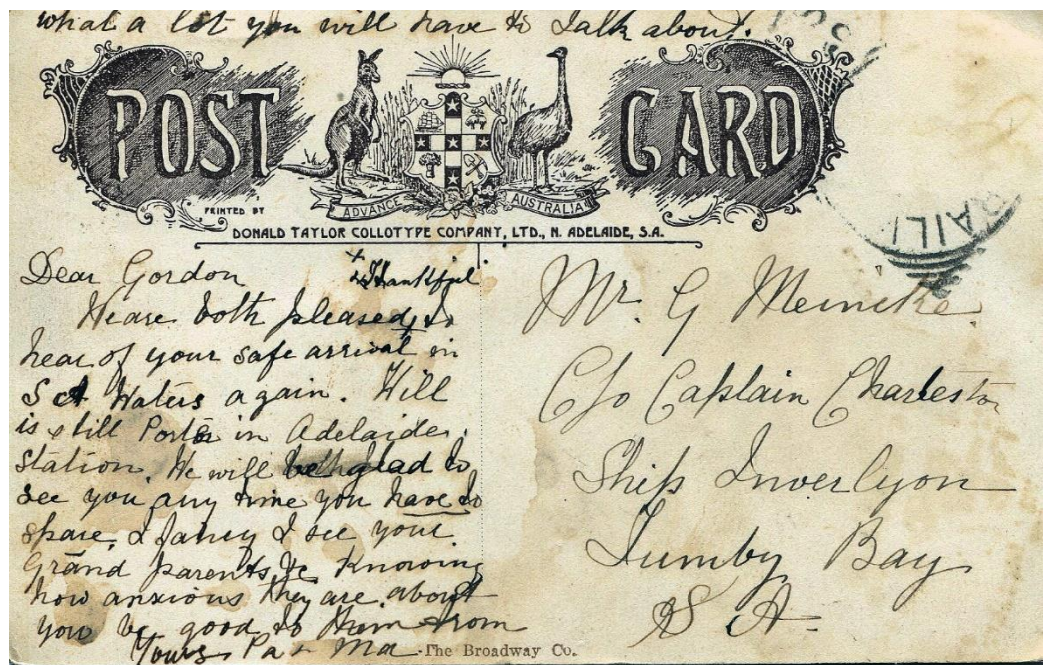 what a lot you will have to talk about.
POST CARD
ADVANCE AUSTRALIA
PRINTED BY
DONALD TAYLOR COLLOTYPE COMPANY, LTD., N. ADELAIDE, S.A.
Dear Gordon
+ thankful
We are both pleased, to
hear of your safe arrival in
Waters again. Will
is still Porter in Adelaide
Station. He will be glad to
see you any time you have to
spare, I fancy I see your
Grand parents Knowing
how anxious they are about
you be good to them from
Yours Pa + Ma
Mr. G Meincke
C/o Captain Charleston
Ship Inverlyon
Tumby Bay
S A.
The Broadway Co.